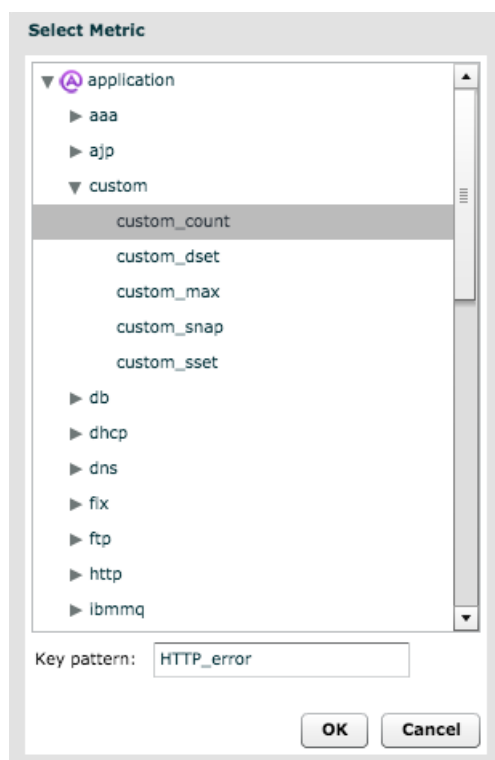 Select Metric
application
aaa
ajp
custom
custom_count
custom_dset
custom_max
custom_snap
custom_sset
db
dhcp
dns
fix
ftp
http
ibmmq
Key pattern: HTTP_error
OK Cancel